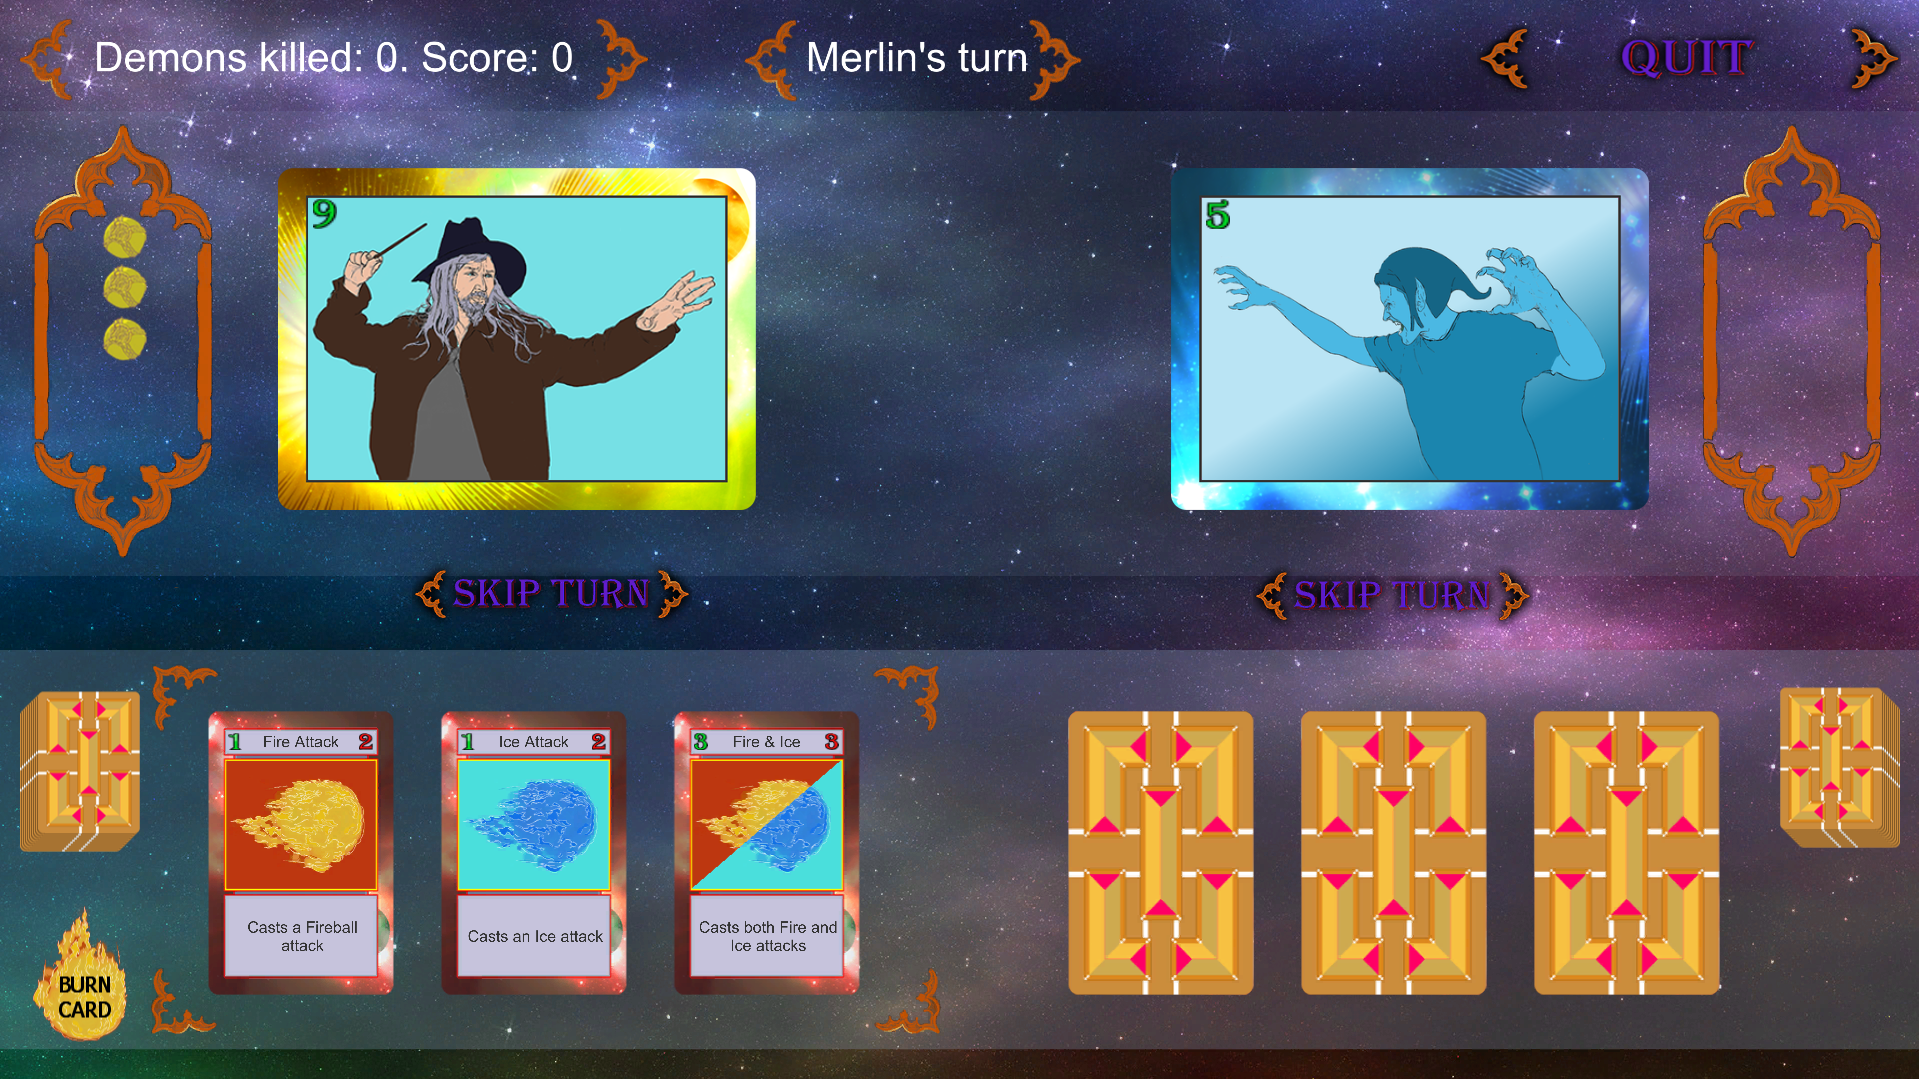 Demons killed: 0. Score: 0
Merlin's turn
QUIT
9
5
SKIP TURN
SKIP TURN
1 Fire Attack 2
Casts a Fireball
attack
1 Ice Attack 2
Casts an Ice attack
3 Fire & Ice 3
Casts both Fire and
Ice attacks
BURN
CARD